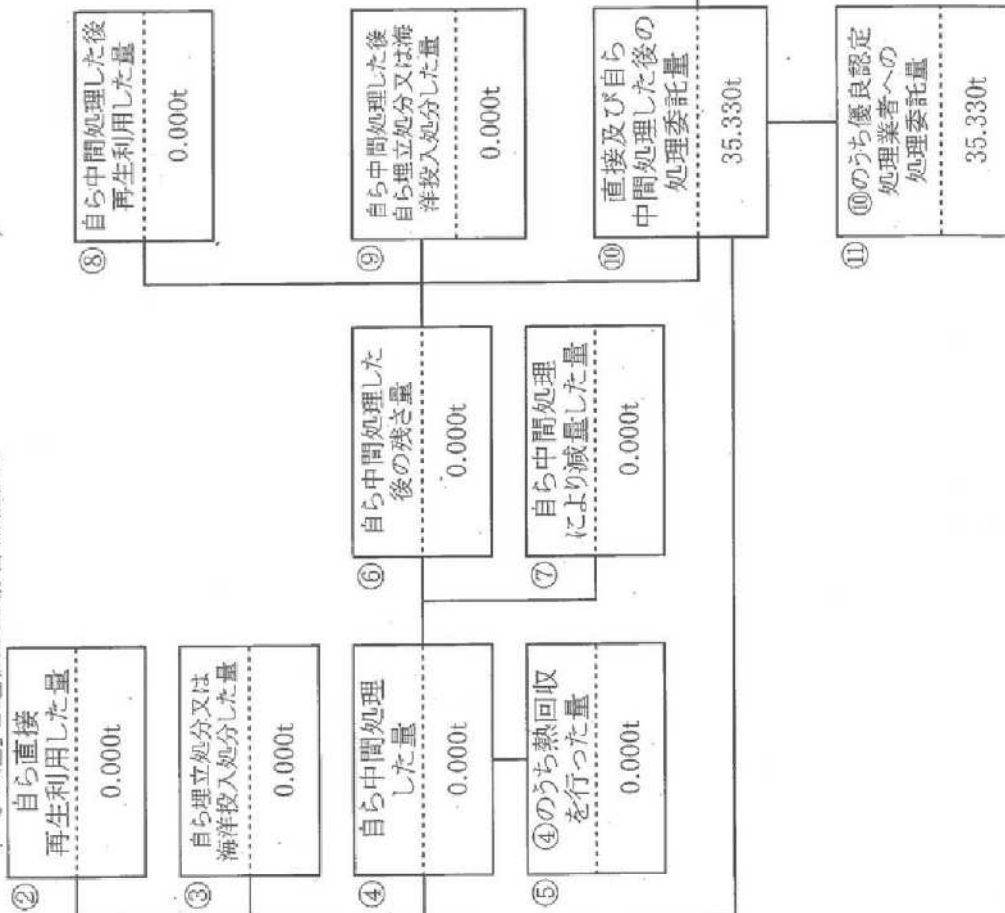 ②
自ら直接
再生利用した量
0.000t
③
自ら埋立処分又は
海洋投入処分した量
0.000t
④
自ら中間処理
した量
0.000t
⑤
④のうち熱回収
を行った量
0.000t
⑥
自ら中間処理した
後の残さ量
0.000t
⑦
自ら中間処理
により減量した量
0.000t
⑧
自ら中間処理した後
再生利用した量
0.000t
⑨
自ら中間処理した後
自ら埋立処分又は海
洋投入処分した量
0.000t
⑩
直接及び自ら
中間処理した後の
処理委託量
35.330t
⑪
⑩のうち優良認定
処理業者への
処理委託量
35.330t